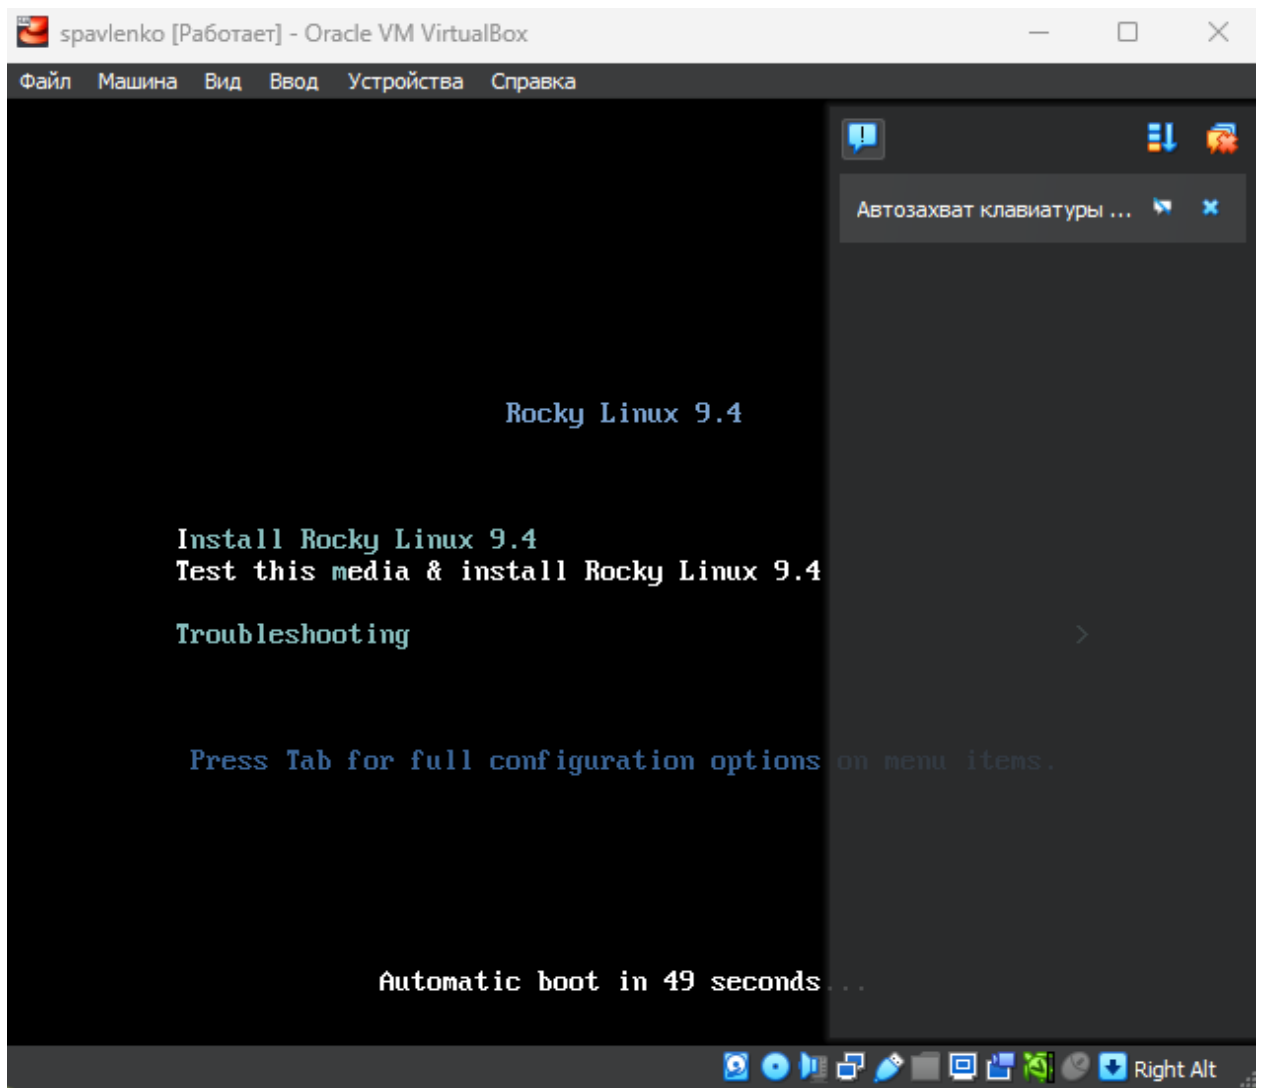 spavlenko [Работает] - Oracle VM VirtualBox
Файл Машина Вид Ввод Устройства Справка
Автозахват клавиатуры ...
Rocky Linux 9.4
Install Rocky Linux 9.4
Test this media & install Rocky Linux 9.4
Troubleshooting >
Press Tab for full configuration options on menu items.
Automatic boot in 49 seconds...
Right Alt